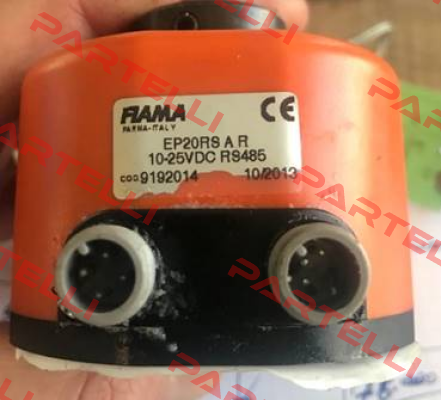 FIAMA CE
PARMA-ITALY
EP20RS A R
10-25VDC RS485
COD.9192014 10/2013
PARTELLI
PARTELLI
PARTELLI
PARTELLI
PARTELLI